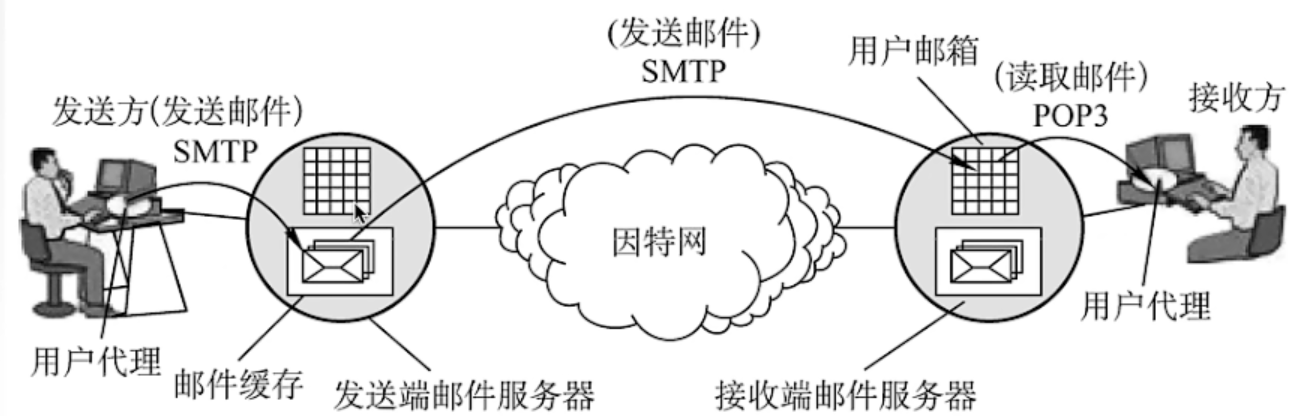 (发送邮件)
SMTP
用户邮箱
(读取邮件)
POP3
接收方
发送方(发送邮件)
SMTP
因特网
用户代理
用户代理
邮件缓存
发送端邮件服务器
接收端邮件服务器